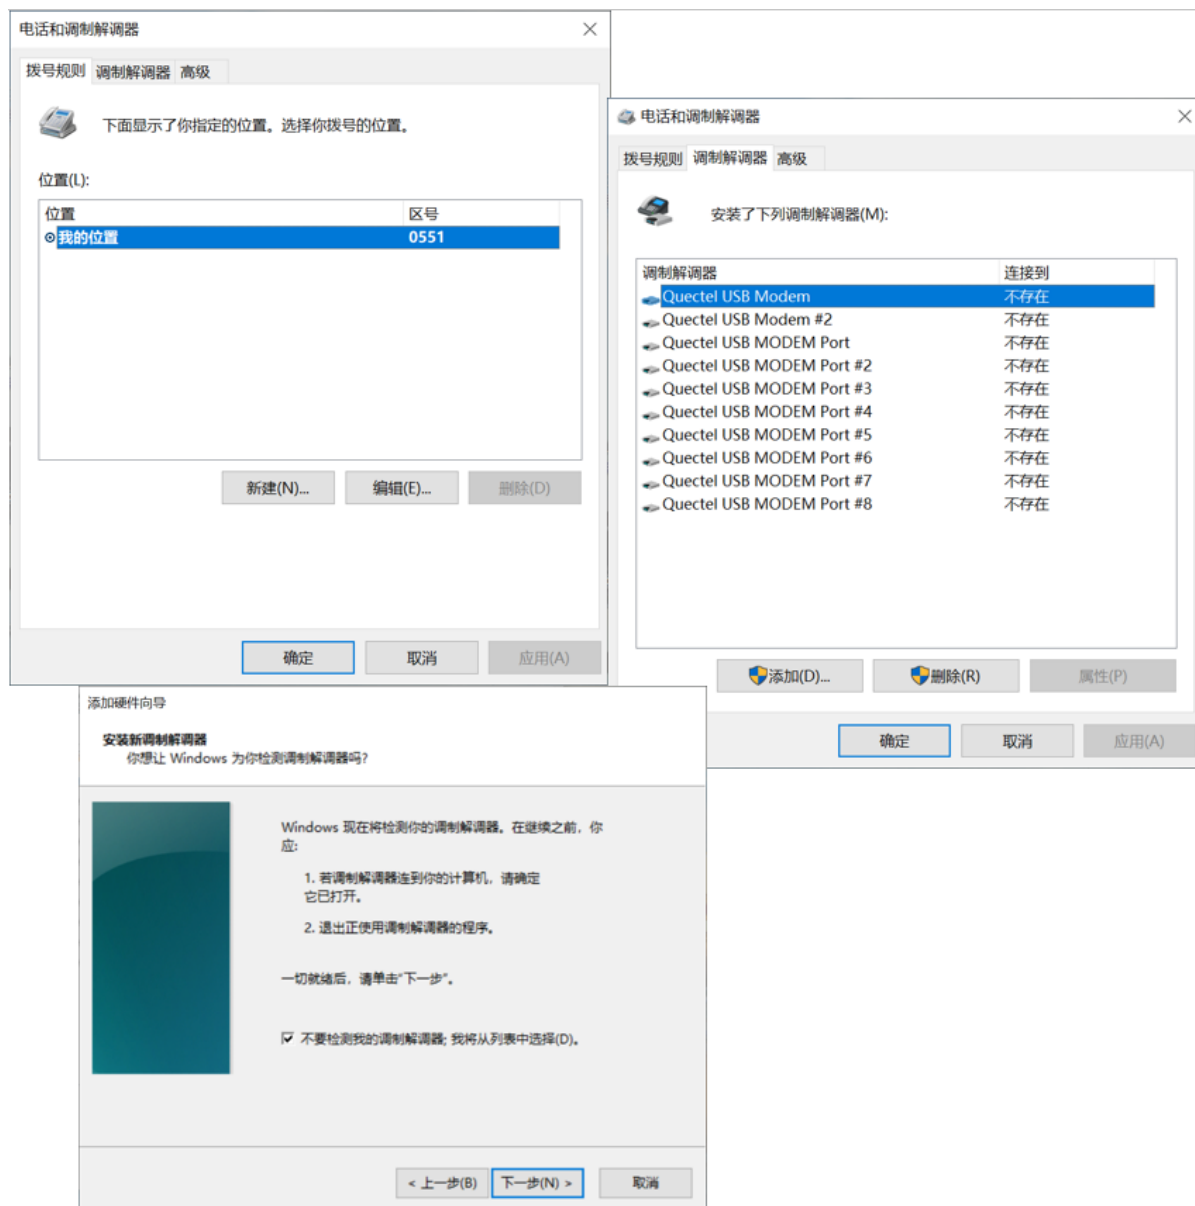 电话和调制解调器
拨号规则 调制解调器 高级
下面显示了你指定的位置。选择你拨号的位置。
位置(L):
位置 区号
我的位置 0551
新建(N)... 编辑(E)... 删除(D)
确定 取消 应用(A)
电话和调制解调器
拨号规则 调制解调器 高级
安装了下列调制解调器(M):
调制解调器 连接到
Quectel USB Modem 不存在
Quectel USB Modem #2 不存在
Quectel USB MODEM Port 不存在
Quectel USB MODEM Port #2 不存在
Quectel USB MODEM Port #3 不存在
Quectel USB MODEM Port #4 不存在
Quectel USB MODEM Port #5 不存在
Quectel USB MODEM Port #6 不存在
Quectel USB MODEM Port #7 不存在
Quectel USB MODEM Port #8 不存在
添加(D)... 删除(R) 属性(P)
确定 取消 应用(A)
添加硬件向导
安装新调制解调器
你想让 Windows 为你检测调制解调器吗?
Windows 现在将检测你的调制解调器。在继续之前，你
应:
1. 若调制解调器连到你的计算机，请确定
它已打开。
2. 退出正使用调制解调器的程序。
一切就绪后，请单击"下一步"。
不要检测我的调制解调器; 我将从列表中选择(D)。
< 上一步(B) 下一步(N) > 取消